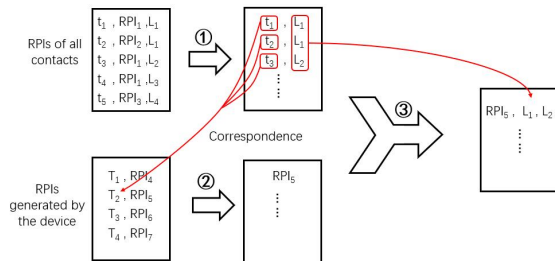 RPIs of all
contacts
t₁ , RPI₁ , L₁
t₂ , RPI₂ , L₁
t₃ , RPI₁ , L₂
t₄ , RPI₁ , L₃
t₅ , RPI₃ , L₄
①
t₁ , L₁
t₂ , L₁
t₃ , L₂
Correspondence
③
RPI₅ , L₁ , L₂
RPIs
generated by
the device
T₁ , RPI₄
T₂ , RPI₅
T₃ , RPI₆
T₄ , RPI₇
②
RPI₅